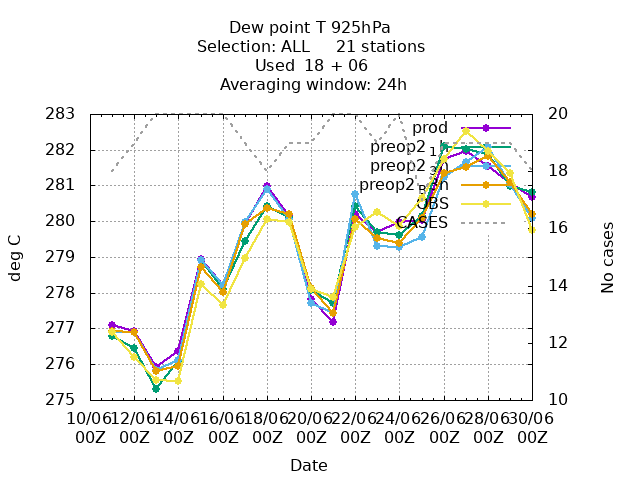 Dew point T 925hPa
Selection: ALL 21 stations
Used 18 + 06
Averaging window: 24h
283
282
281
280
279
278
277
276
275
deg C
20
18
16
14
12
10
No cases
prod
OBS
CASES
10/06 12/06 14/06 16/06 18/06 20/06 22/06 24/06 26/06 28/06 30/06
00Z 00Z 00Z 00Z 00Z 00Z 00Z 00Z 00Z 00Z 00Z
Date